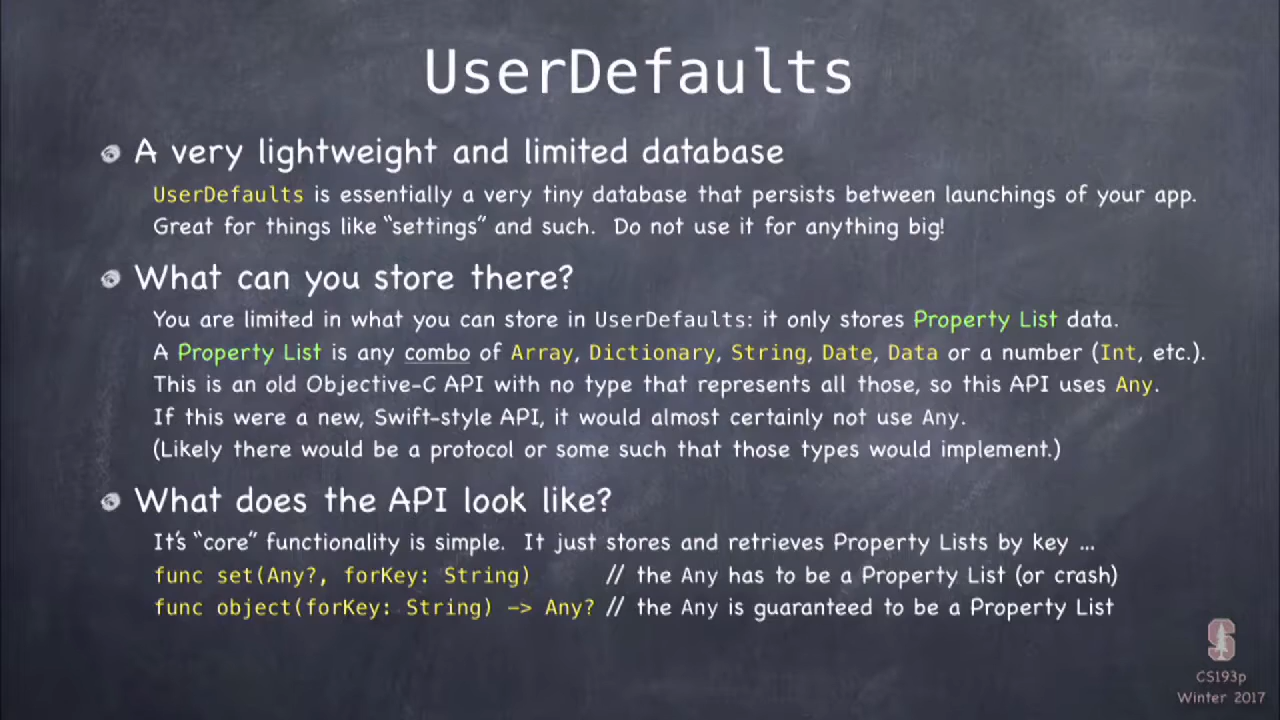 UserDefaults
A very lightweight and limited database
UserDefaults is essentially a very tiny database that persists between launchings of your app.
Great for things like “settings” and such. Do not use it for anything big!
What can you store there?
You are limited in what you can store in UserDefaults: it only stores Property List data.
A Property List is any combo of Array, Dictionary, String, Date, Data or a number (Int, etc.).
This is an old Objective-C API with no type that represents all those, so this API uses Any.
If this were a new, Swift-style API, it would almost certainly not use Any.
(Likely there would be a protocol or some such that those types would implement.)
What does the API look like?
It’s “core” functionality is simple. It just stores and retrieves Property Lists by key …
func set(Any?, forKey: String) // the Any has to be a Property List (or crash)
func object(forKey: String) —> Any? // the Any is guaranteed to be a Property List
S
CS193p
Winter 2017